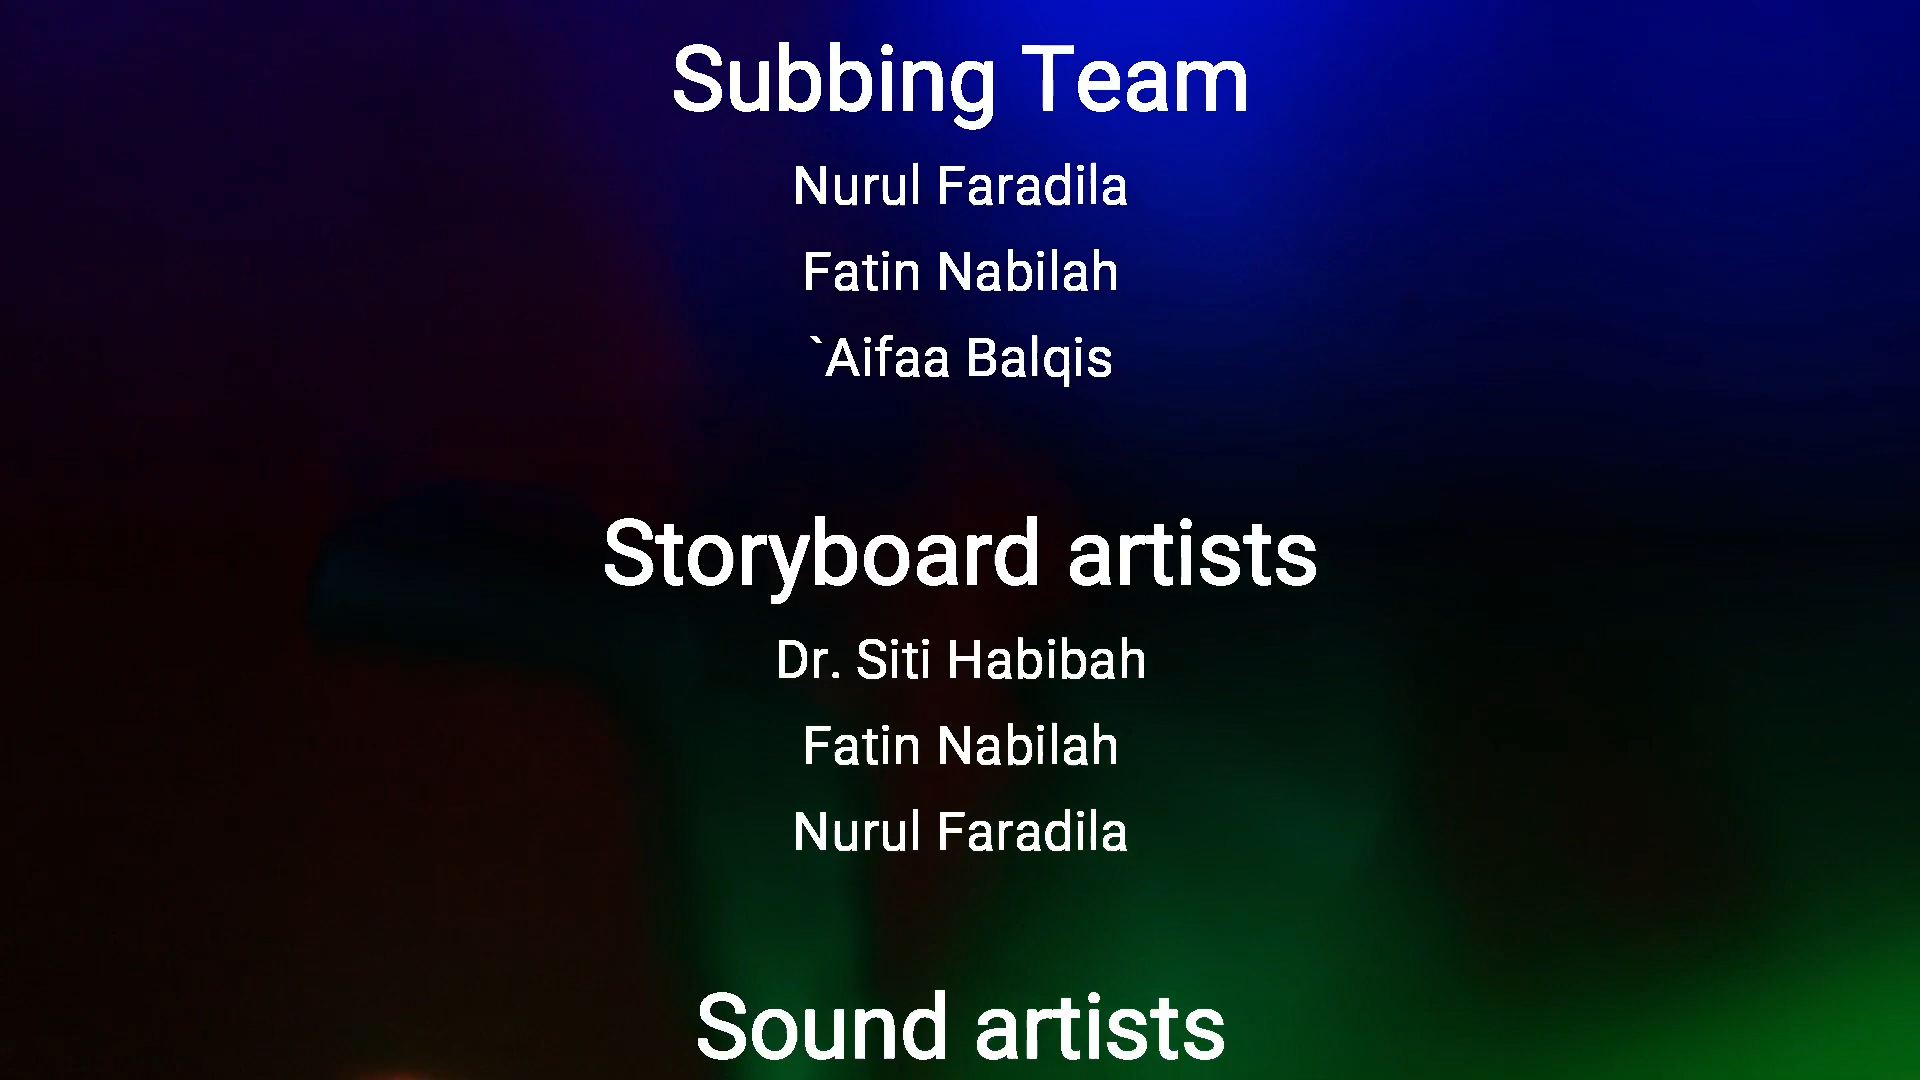 Subbing Team
Nurul Faradila
Fatin Nabilah
`Aifaa Balqis
Storyboard artists
Dr. Siti Habibah
Fatin Nabilah
Nurul Faradila
Sound artists